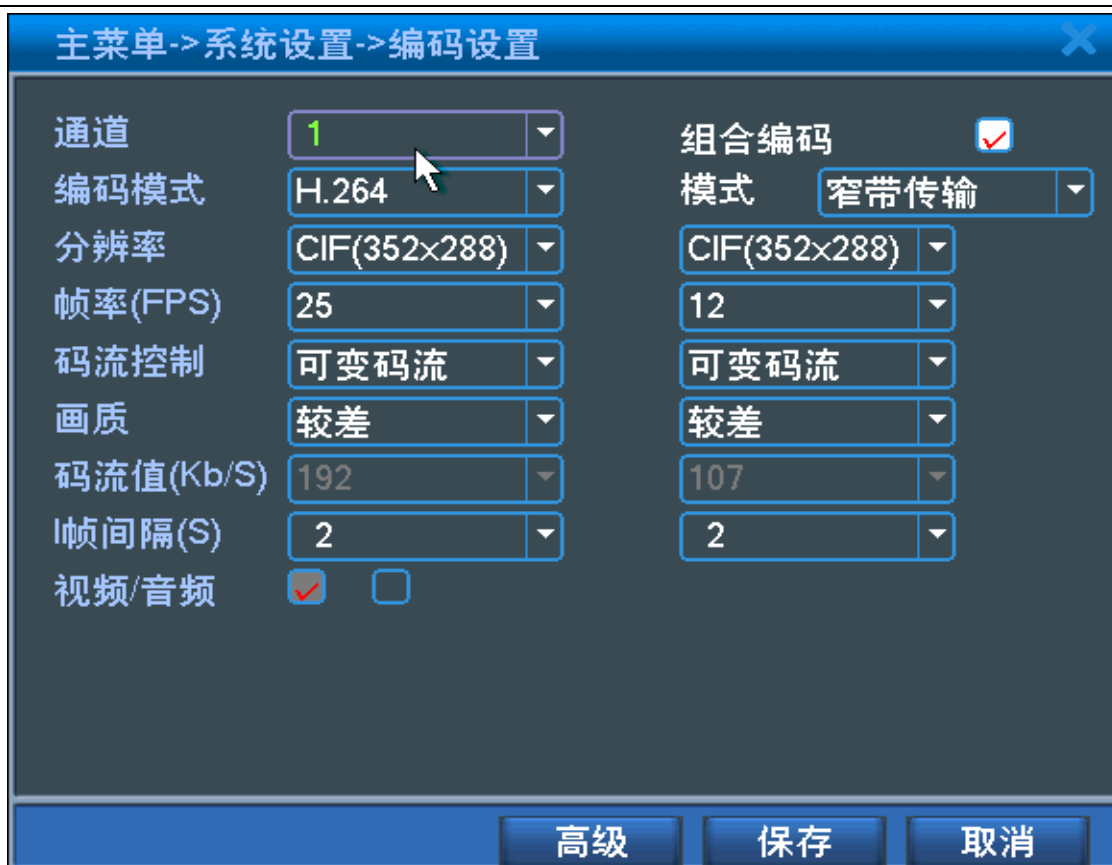 主菜单->系统设置->编码设置
通道 1 组合编码
编码模式 H.264 模式 窄带传输
分辨率 CIF(352x288) CIF(352x288)
帧率(FPS) 25 12
码流控制 可变码流 可变码流
画质 较差 较差
码流值(Kb/S) 192 107
I帧间隔(S) 2 2
视频/音频
高级 保存 取消